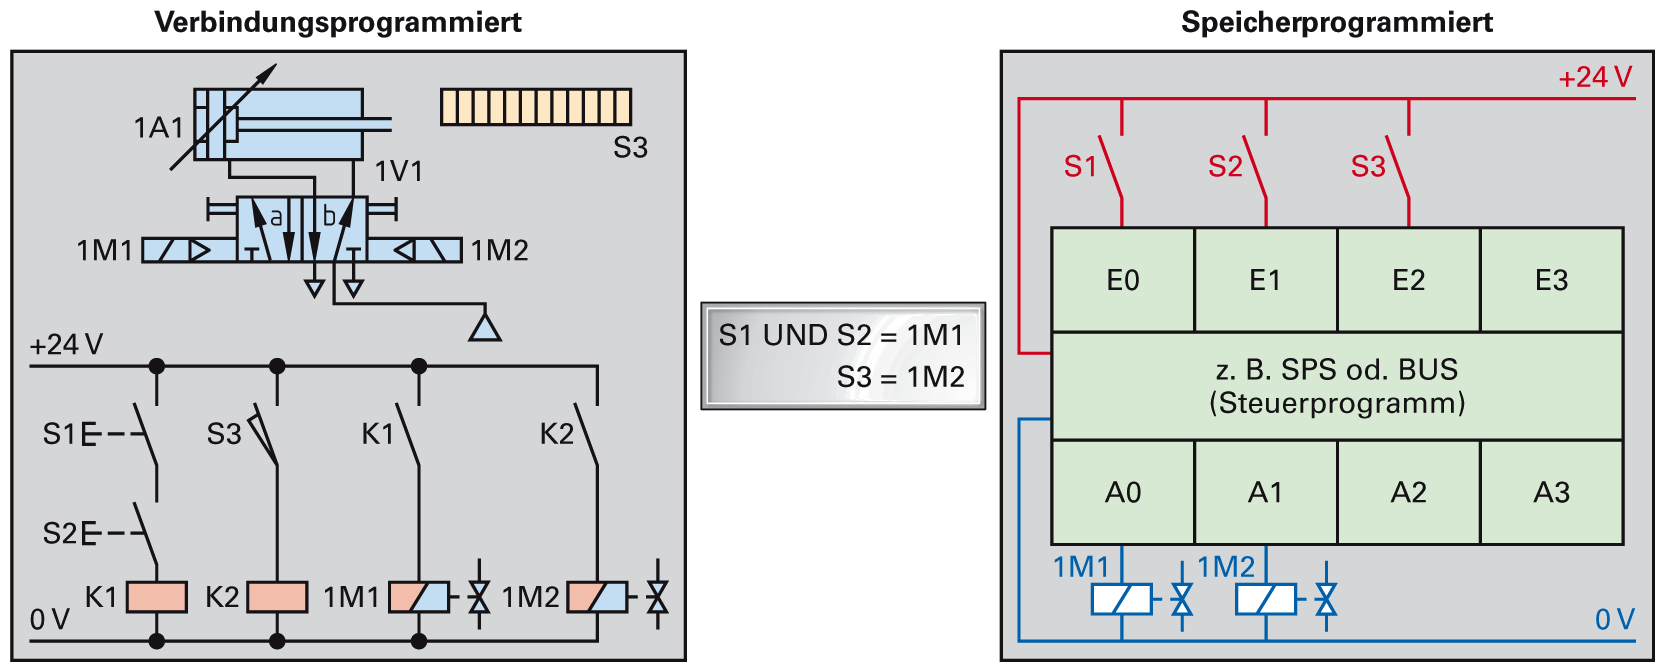 Verbindungsprogrammiert
1A1
S3
1V1
a
b
1M1
1M2
+24 V
S1
S3
K1
K2
S2
K1
K2
1M1
1M2
0 V
S1 UND S2 = 1M1
S3 = 1M2
Speicherprogrammiert
+24 V
S1
S2
S3
E0
E1
E2
E3
z. B. SPS od. BUS
(Steuerprogramm)
A0
A1
A2
A3
1M1
1M2
0 V